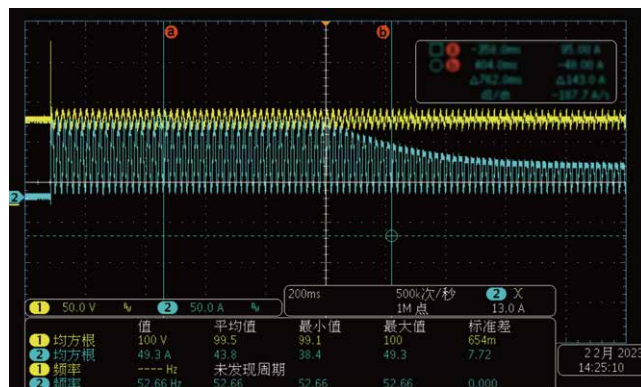 a b
a -358.0ms 95.00 A
b 404.0ms -48.00 A
△762.0ms △143.0 A
dI/dt -187.7 A/s
2
1 50.0 V 2 50.0 A
200ms 500k次/秒 2 X
1M 点 13.0 A
值 平均值 最小值 最大值 标准差
1 均方根 100 V 99.5 99.1 100 654m
2 均方根 49.3 A 43.8 38.4 49.3 7.72
1 频率 ---- Hz 未发现周期
2 频率 52.66 Hz 52.66 52.66 52.66 0.000
2 2月 2023
14:25:10